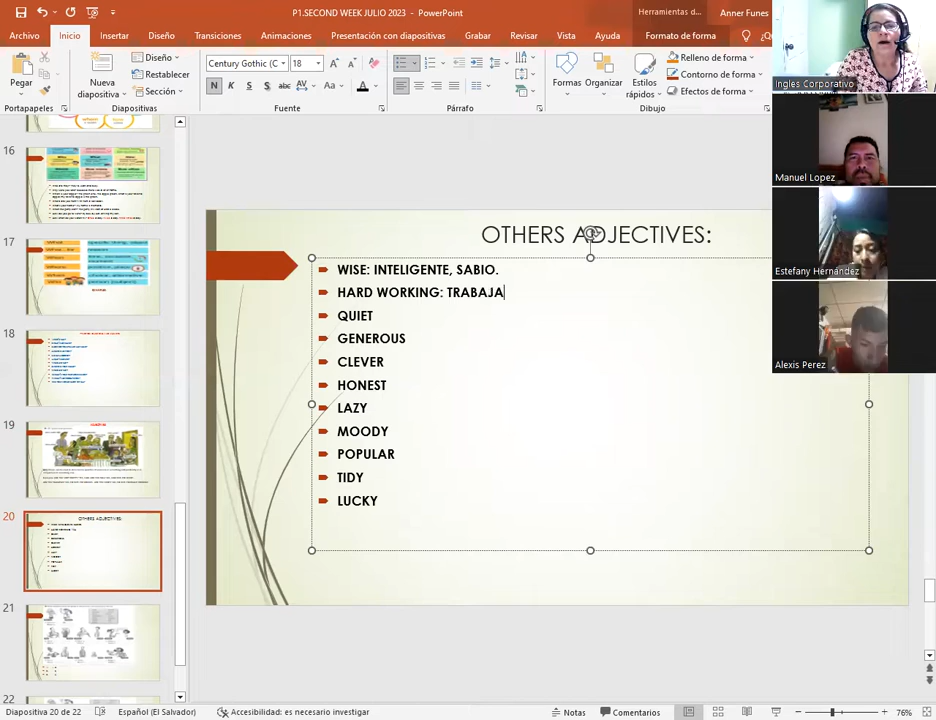 P1.SECOND WEEK JULIO 2023 - PowerPoint
Herramientas d...
Anner Funes
Archivo
Inicio
Insertar
Diseño
Transiciones
Animaciones
Presentación con diapositivas
Grabar
Revisar
Vista
Ayuda
Formato de forma
Pegar
Nueva
diapositiva
Diseño
Restablecer
Sección
Century Gothic (C
18
N
K
S
abc
AV
Aa
A
Formas
Organizar
Estilos
rápidos
Relleno de forma
Contorno de forma
Efectos de forma
Portapapeles
Diapositivas
Fuente
Párrafo
Dibujo
Ingles Corporativo
Manuel Lopez
Estefany Hernández
Alexis Perez
16
17
18
19
20
21
22
OTHERS ADJECTIVES:
WISE: INTELIGENTE, SABIO.
HARD WORKING: TRABAJA
QUIET
GENEROUS
CLEVER
HONEST
LAZY
MOODY
POPULAR
TIDY
LUCKY
Diapositiva 20 de 22
Español (El Salvador)
Accesibilidad: es necesario investigar
Notas
Comentarios
76%